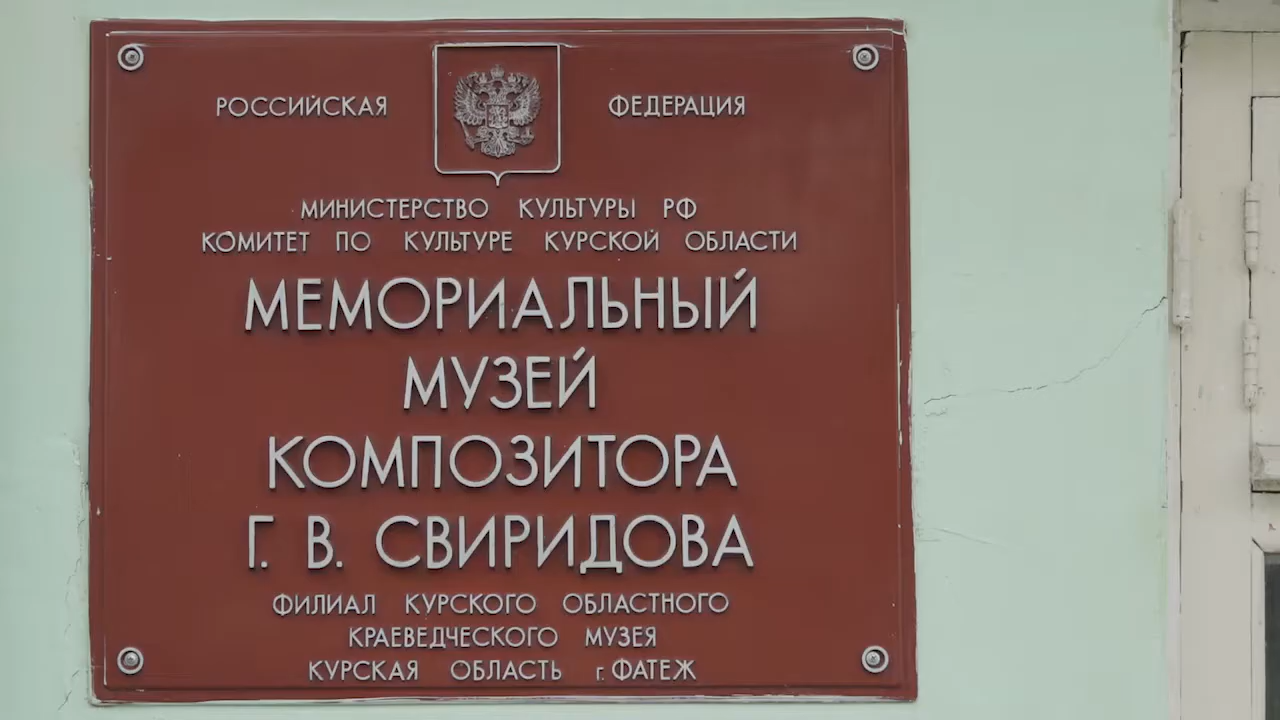 РОССИЙСКАЯ ФЕДЕРАЦИЯ
МИНИСТЕРСТВО КУЛЬТУРЫ РФ
КОМИТЕТ ПО КУЛЬТУРЕ КУРСКОЙ ОБЛАСТИ
МЕМОРИАЛЬНЫЙ
МУЗЕЙ
КОМПОЗИТОРА
Г. В. СВИРИДОВА
ФИЛИАЛ КУРСКОГО ОБЛАСТНОГО
КРАЕВЕДЧЕСКОГО МУЗЕЯ
КУРСКАЯ ОБЛАСТЬ г. ФАТЕЖ